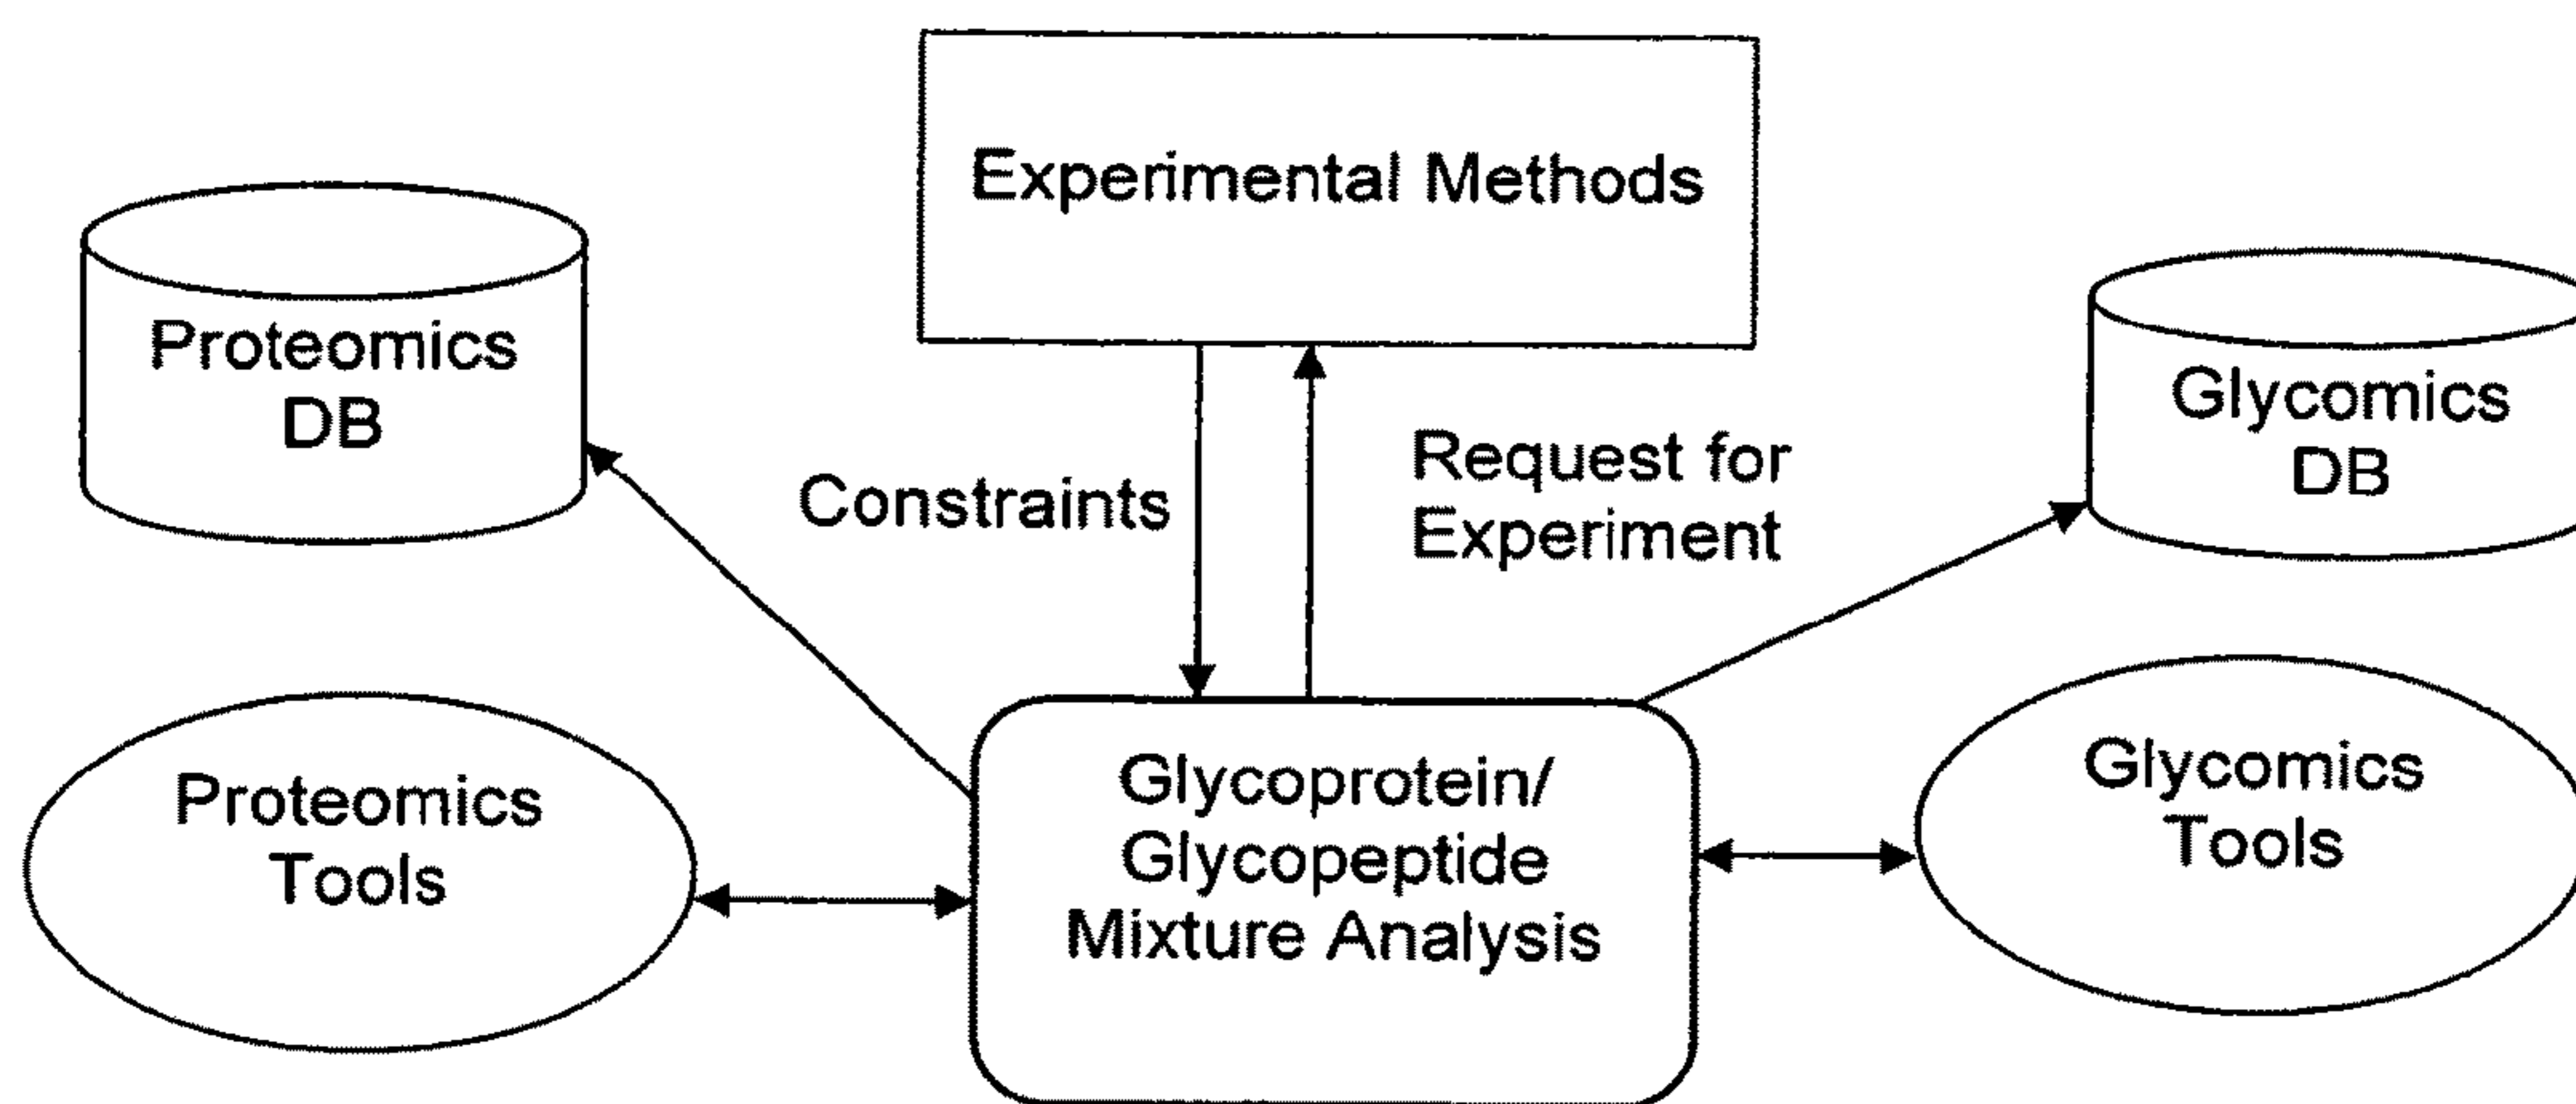 Experimental Methods
Proteomics
DB
Glycomics
DB
Constraints
Request for
Experiment
Proteomics
Tools
Glycoprotein/
Glycopeptide
Mixture Analysis
Glycomics
Tools